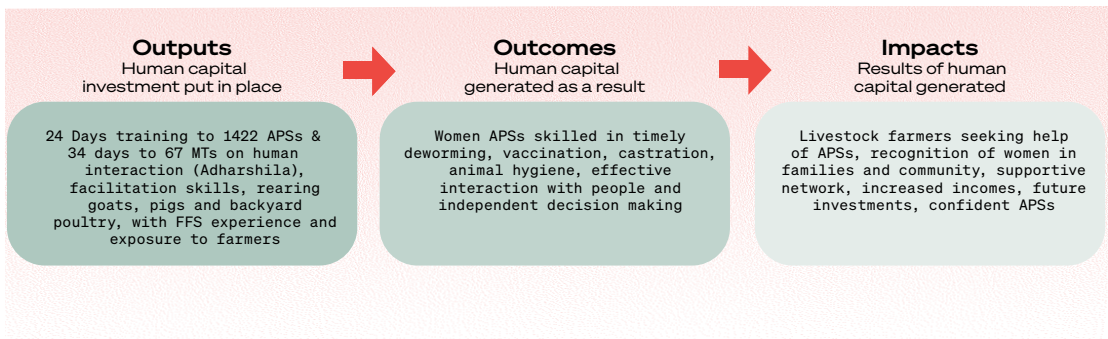 Outputs
Human capital
investment put in place
24 Days training to 1422 APSs &
34 days to 67 MTs on human
interaction (Adharshila),
facilitation skills, rearing
goats, pigs and backyard
poultry, with FFS experience and
exposure to farmers
Outcomes
Human capital
generated as a result
Women APSs skilled in timely
deworming, vaccination, castration,
animal hygiene, effective
interaction with people and
independent decision making
Impacts
Results of human
capital generated
Livestock farmers seeking help
of APSs, recognition of women in
families and community, supportive
network, increased incomes, future
investments, confident APSs